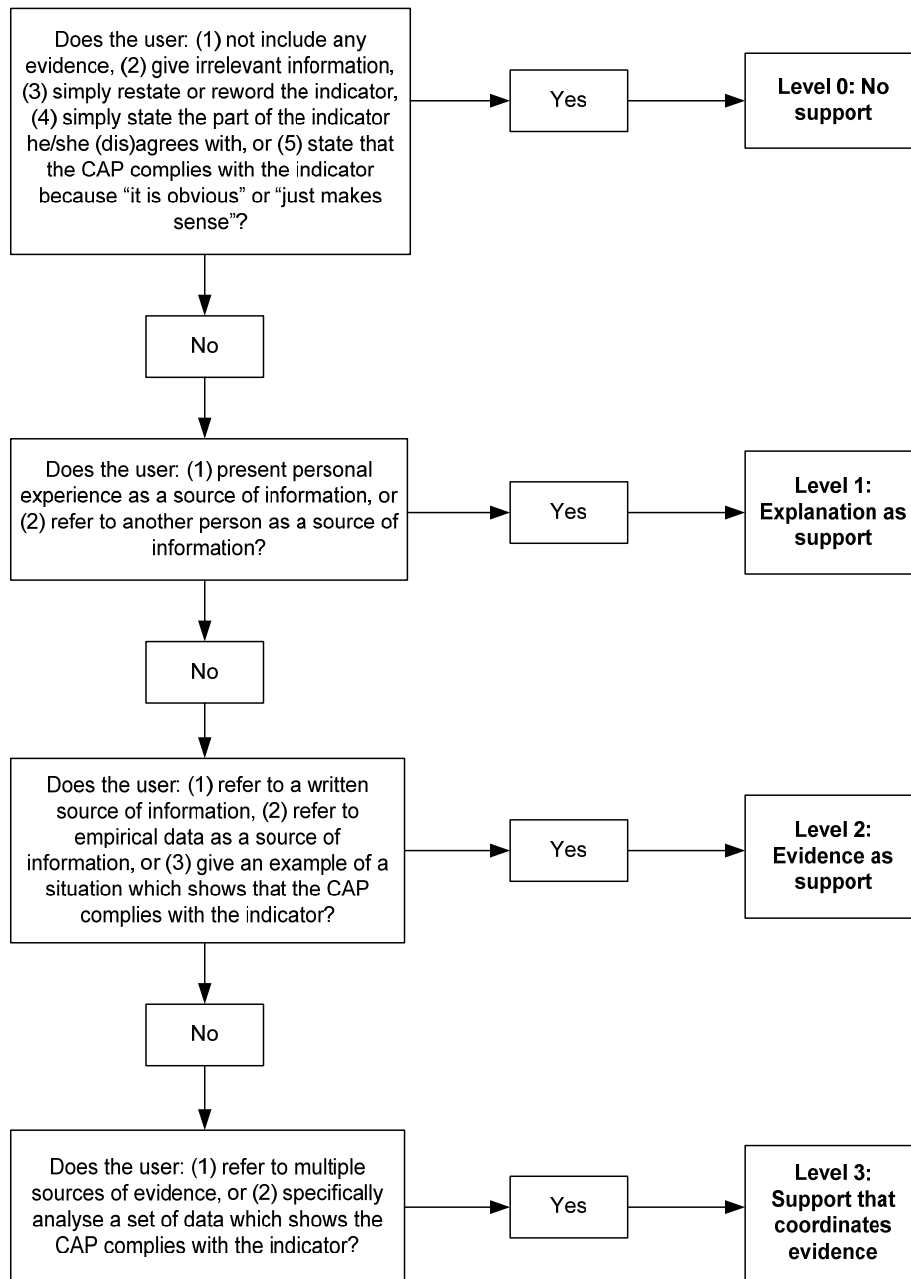 Does the user: (1) not include any
evidence, (2) give irrelevant information,
(3) simply restate or reword the indicator,
(4) simply state the part of the indicator
he/she (dis)agrees with, or (5) state that
the CAP complies with the indicator
because “it is obvious” or “just makes
sense”?
Yes
Level 0: No
support
No
Does the user: (1) present personal
experience as a source of information, or
(2) refer to another person as a source of
information?
Yes
Level 1:
Explanation as
support
No
Does the user: (1) refer to a written
source of information, (2) refer to
empirical data as a source of
information, or (3) give an example of a
situation which shows that the CAP
complies with the indicator?
Yes
Level 2:
Evidence as
support
No
Does the user: (1) refer to multiple
sources of evidence, or (2) specifically
analyse a set of data which shows the
CAP complies with the indicator?
Yes
Level 3:
Support that
coordinates
evidence